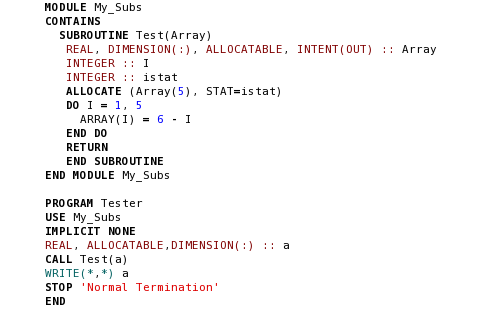 MODULE My_Subs
CONTAINS
  SUBROUTINE Test(Array)
   REAL, DIMENSION(:), ALLOCATABLE, INTENT(OUT) :: Array
   INTEGER :: I
   INTEGER :: istat
   ALLOCATE (Array(5), STAT=istat)
   DO I = 1, 5
     ARRAY(I) = 6 - I
   END DO
   RETURN
   END SUBROUTINE
END MODULE My_Subs

PROGRAM Tester
USE My_Subs
IMPLICIT NONE
REAL, ALLOCATABLE,DIMENSION(:) :: a
CALL Test(a)
WRITE(*,*) a
STOP 'Normal Termination'
END